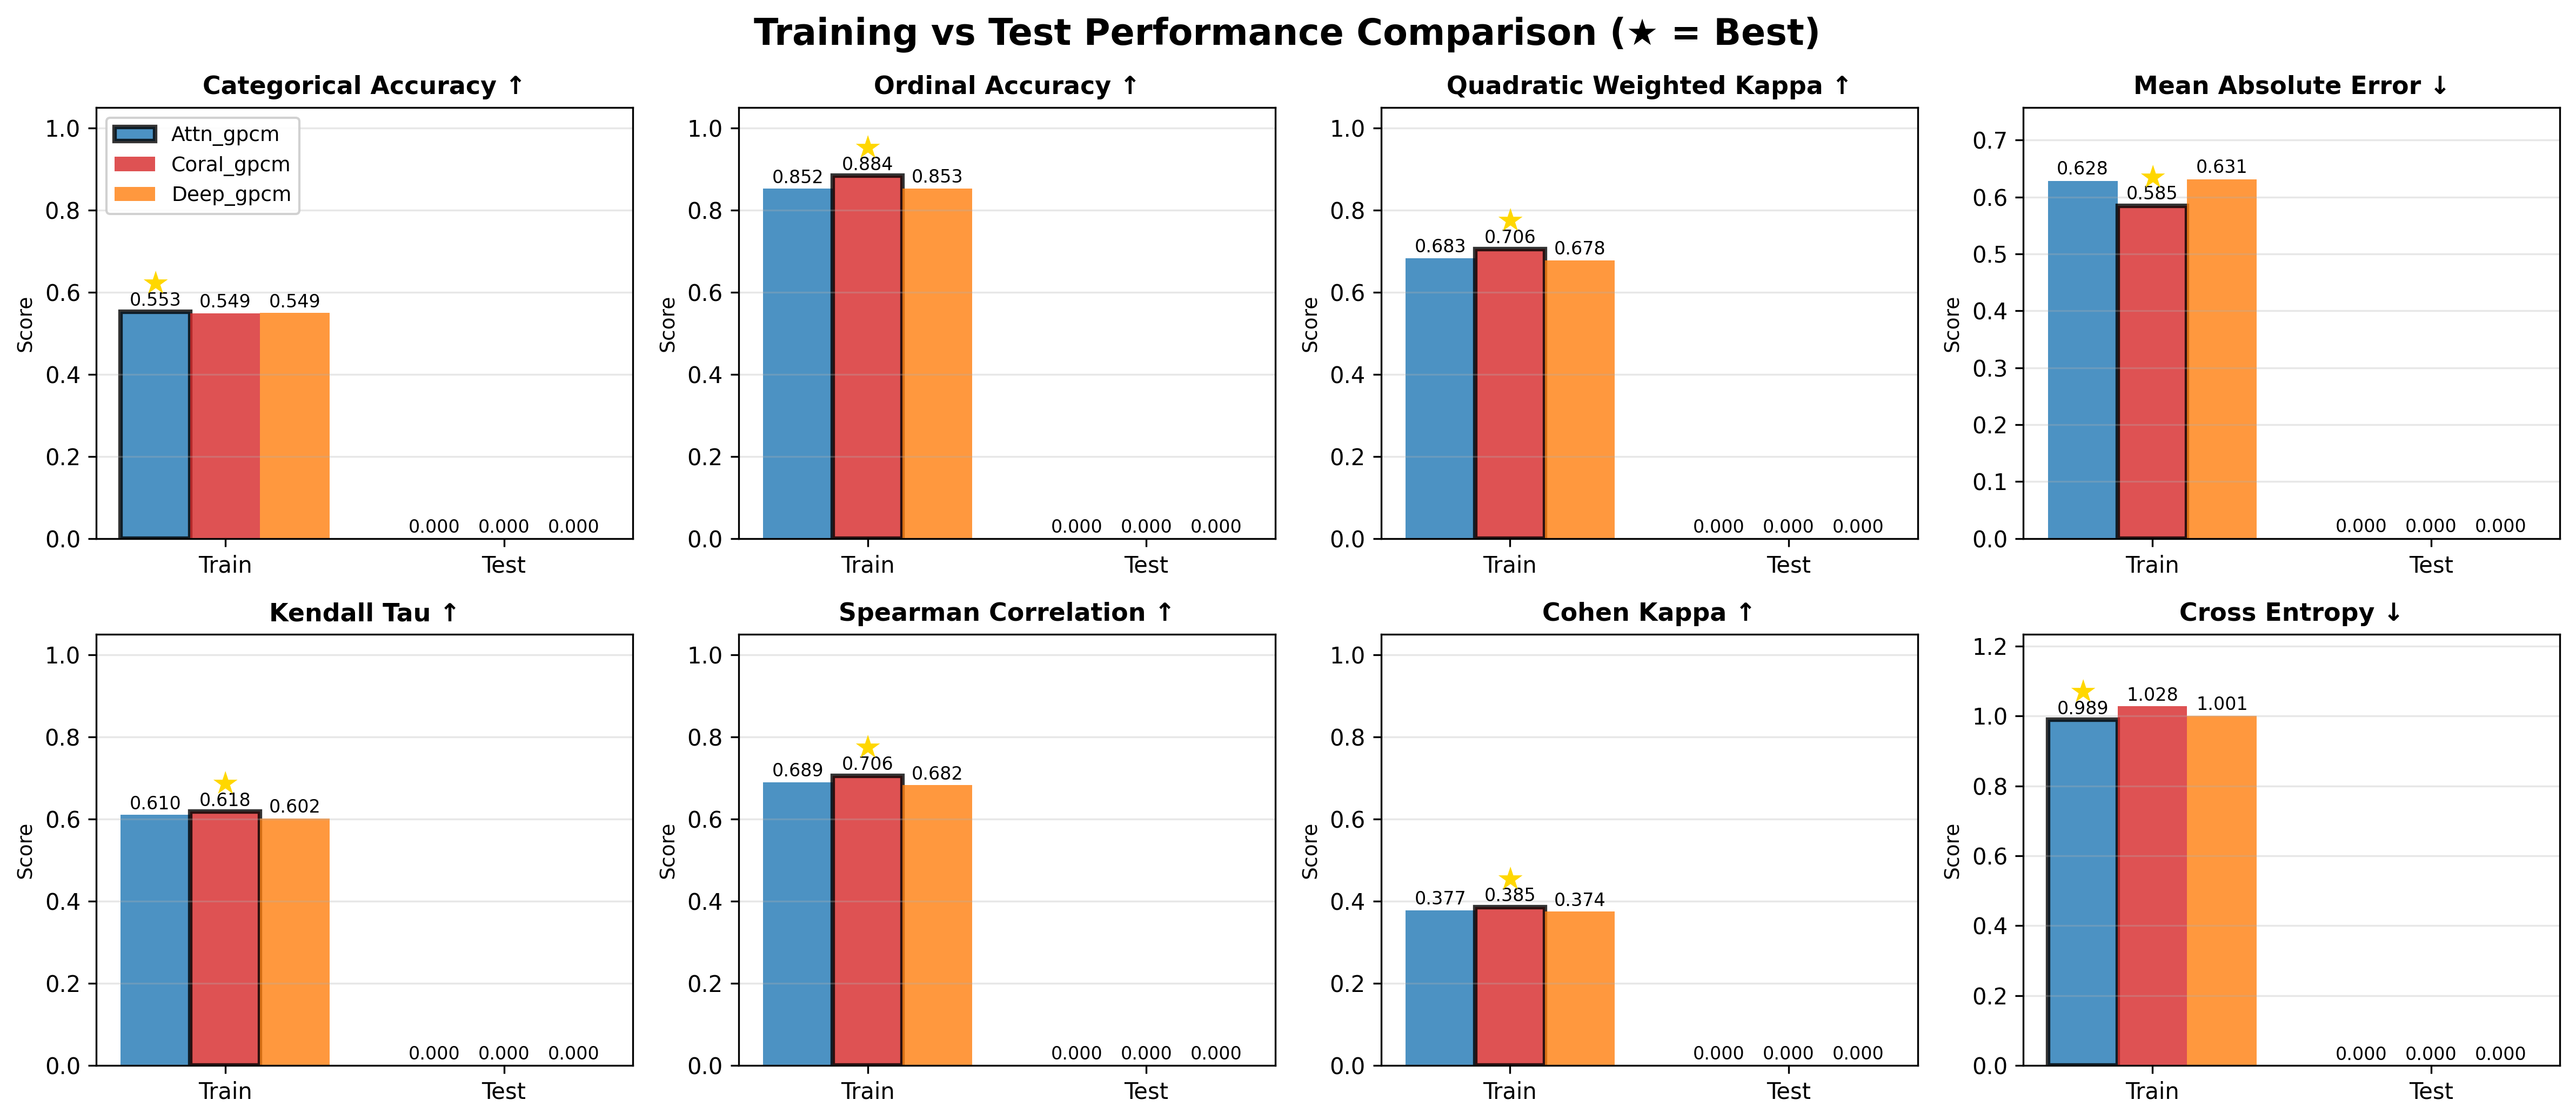 Training vs Test Performance Comparison (★ = Best)
Categorical Accuracy ↑
Score
1.0
0.8
0.6
0.4
0.2
0.0
Attn_gpcm
Coral_gpcm
Deep_gpcm
0.553 0.549 0.549
0.000 0.000 0.000
Train Test
Ordinal Accuracy ↑
Score
1.0
0.8
0.6
0.4
0.2
0.0
0.852 0.884 0.853
0.000 0.000 0.000
Train Test
Quadratic Weighted Kappa ↑
Score
1.0
0.8
0.6
0.4
0.2
0.0
0.683 0.706 0.678
0.000 0.000 0.000
Train Test
Mean Absolute Error ↓
Score
0.7
0.6
0.5
0.4
0.3
0.2
0.1
0.0
0.628 0.585 0.631
0.000 0.000 0.000
Train Test
Kendall Tau ↑
Score
1.0
0.8
0.6
0.4
0.2
0.0
0.610 0.618 0.602
0.000 0.000 0.000
Train Test
Spearman Correlation ↑
Score
1.0
0.8
0.6
0.4
0.2
0.0
0.689 0.706 0.682
0.000 0.000 0.000
Train Test
Cohen Kappa ↑
Score
1.0
0.8
0.6
0.4
0.2
0.0
0.377 0.385 0.374
0.000 0.000 0.000
Train Test
Cross Entropy ↓
Score
1.2
1.0
0.8
0.6
0.4
0.2
0.0
0.989 1.028 1.001
0.000 0.000 0.000
Train Test